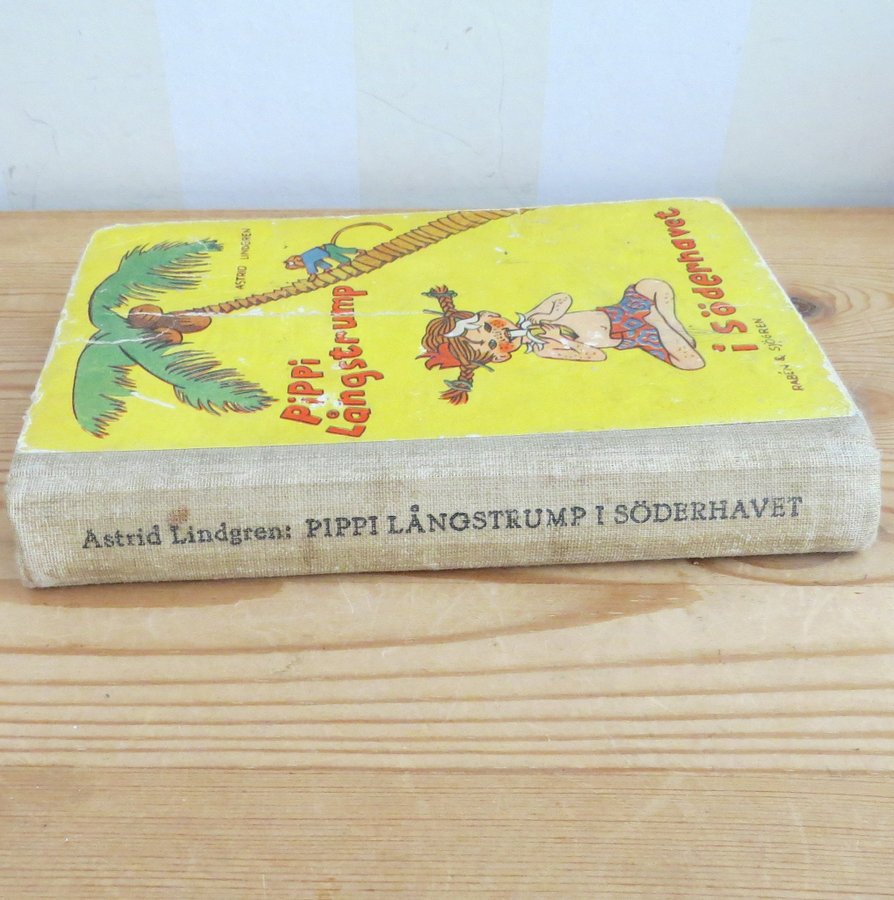 ASTRID LINDGREN
Pippi
Långstrump
i Söderhavet
RABÉN & SJÖGREN
Astrid Lindgren: PIPPI LÅNGSTRUMP I SÖDERHAVET